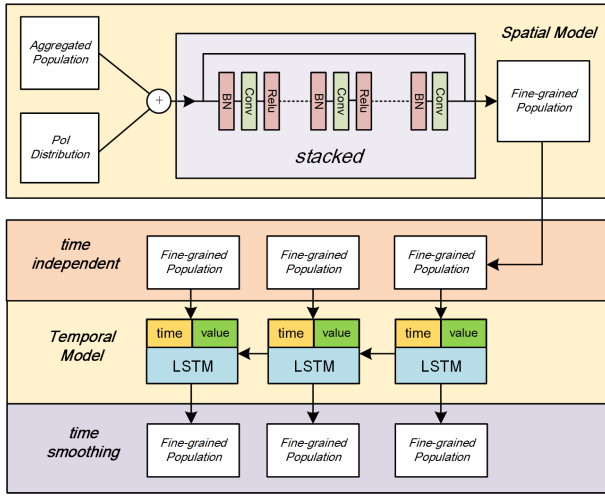 Aggregated
Population
Spatial Model
+
PoI
Distribution
BN
Conv
Relu
BN
Conv
Relu
BN
Conv
stacked
Fine-grained
Population
time
independent
Fine-grained
Population
Fine-grained
Population
Fine-grained
Population
Temporal
Model
time value
LSTM
time value
LSTM
time value
LSTM
time
smoothing
Fine-grained
Population
Fine-grained
Population
Fine-grained
Population